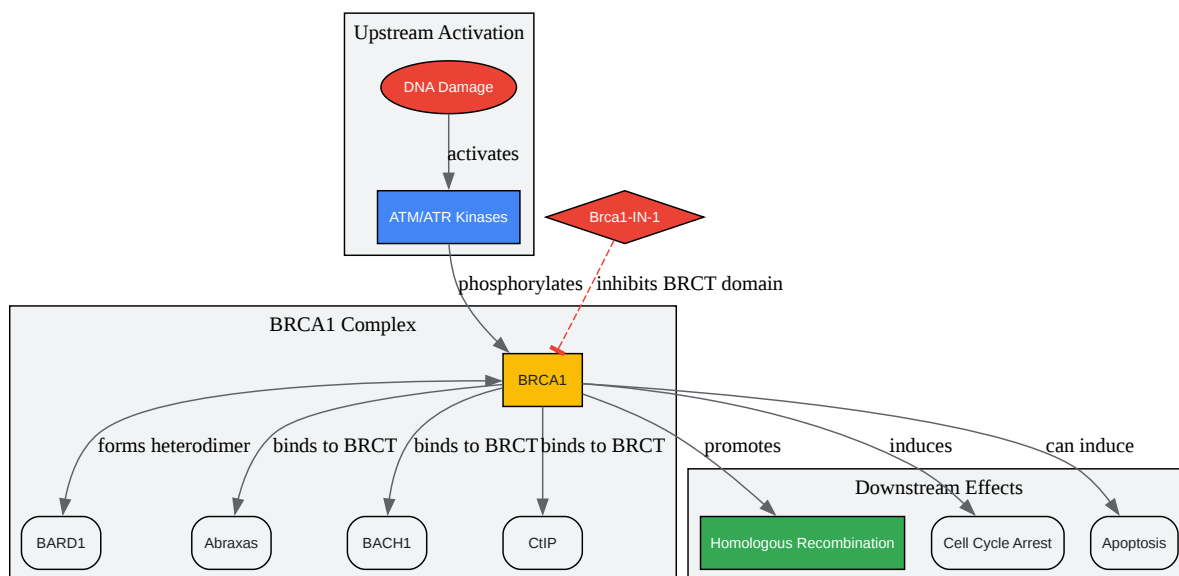 Upstream Activation
DNA Damage
activates
ATM/ATR Kinases
Brca1-IN-1
phosphorylates
inhibits BRCT domain
BRCA1 Complex
BRCA1
forms heterodimer
binds to BRCT
binds to BRCT
binds to BRCT
promotes
induces
can induce
Downstream Effects
BARD1
Abraxas
BACH1
CtIP
Homologous Recombination
Cell Cycle Arrest
Apoptosis